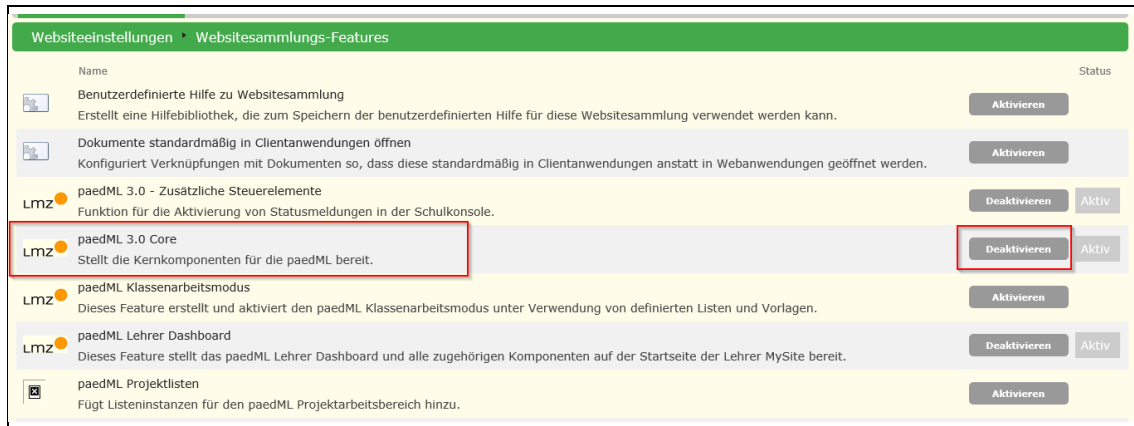 Websiteeinstellungen ‣ Websitesammlungs-Features
Name Status
Benutzerdefinierte Hilfe zu Websitesammlung
Aktivieren
Erstellt eine Hilfebibliothek, die zum Speichern der benutzerdefinierten Hilfe für diese Websitesammlung verwendet werden kann.
Dokumente standardmäßig in Clientanwendungen öffnen
Aktivieren
Konfiguriert Verknüpfungen mit Dokumenten so, dass diese standardmäßig in Clientanwendungen anstatt in Webanwendungen geöffnet werden.
paedML 3.0 - Zusätzliche Steuerelemente
LMZ Deaktivieren Aktiv
Funktion für die Aktivierung von Statusmeldungen in der Schulkonsole.
paedML 3.0 Core
LMZ Deaktivieren Aktiv
Stellt die Kernkomponenten für die paedML bereit.
paedML Klassenarbeitsmodus
LMZ Aktivieren
Dieses Feature erstellt und aktiviert den paedML Klassenarbeitsmodus unter Verwendung von definierten Listen und Vorlagen.
paedML Lehrer Dashboard
LMZ Deaktivieren Aktiv
Dieses Feature stellt das paedML Lehrer Dashboard und alle zugehörigen Komponenten auf der Startseite der Lehrer MySite bereit.
paedML Projektlisten
Aktivieren
Fügt Listeninstanzen für den paedML Projektarbeitsbereich hinzu.